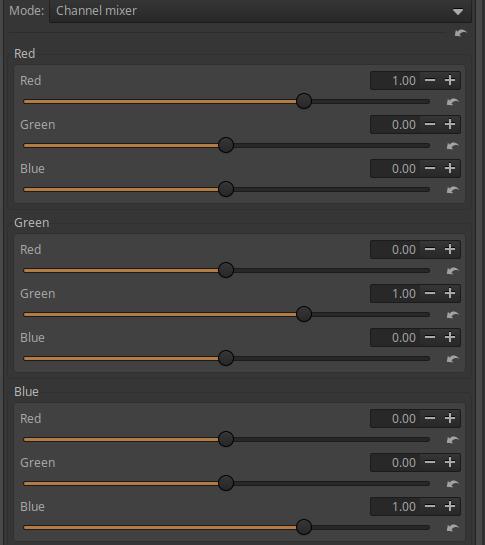 Mode: Channel mixer
Red
Red 1.00
Green 0.00
Blue 0.00
Green
Red 0.00
Green 1.00
Blue 0.00
Blue
Red 0.00
Green 0.00
Blue 1.00